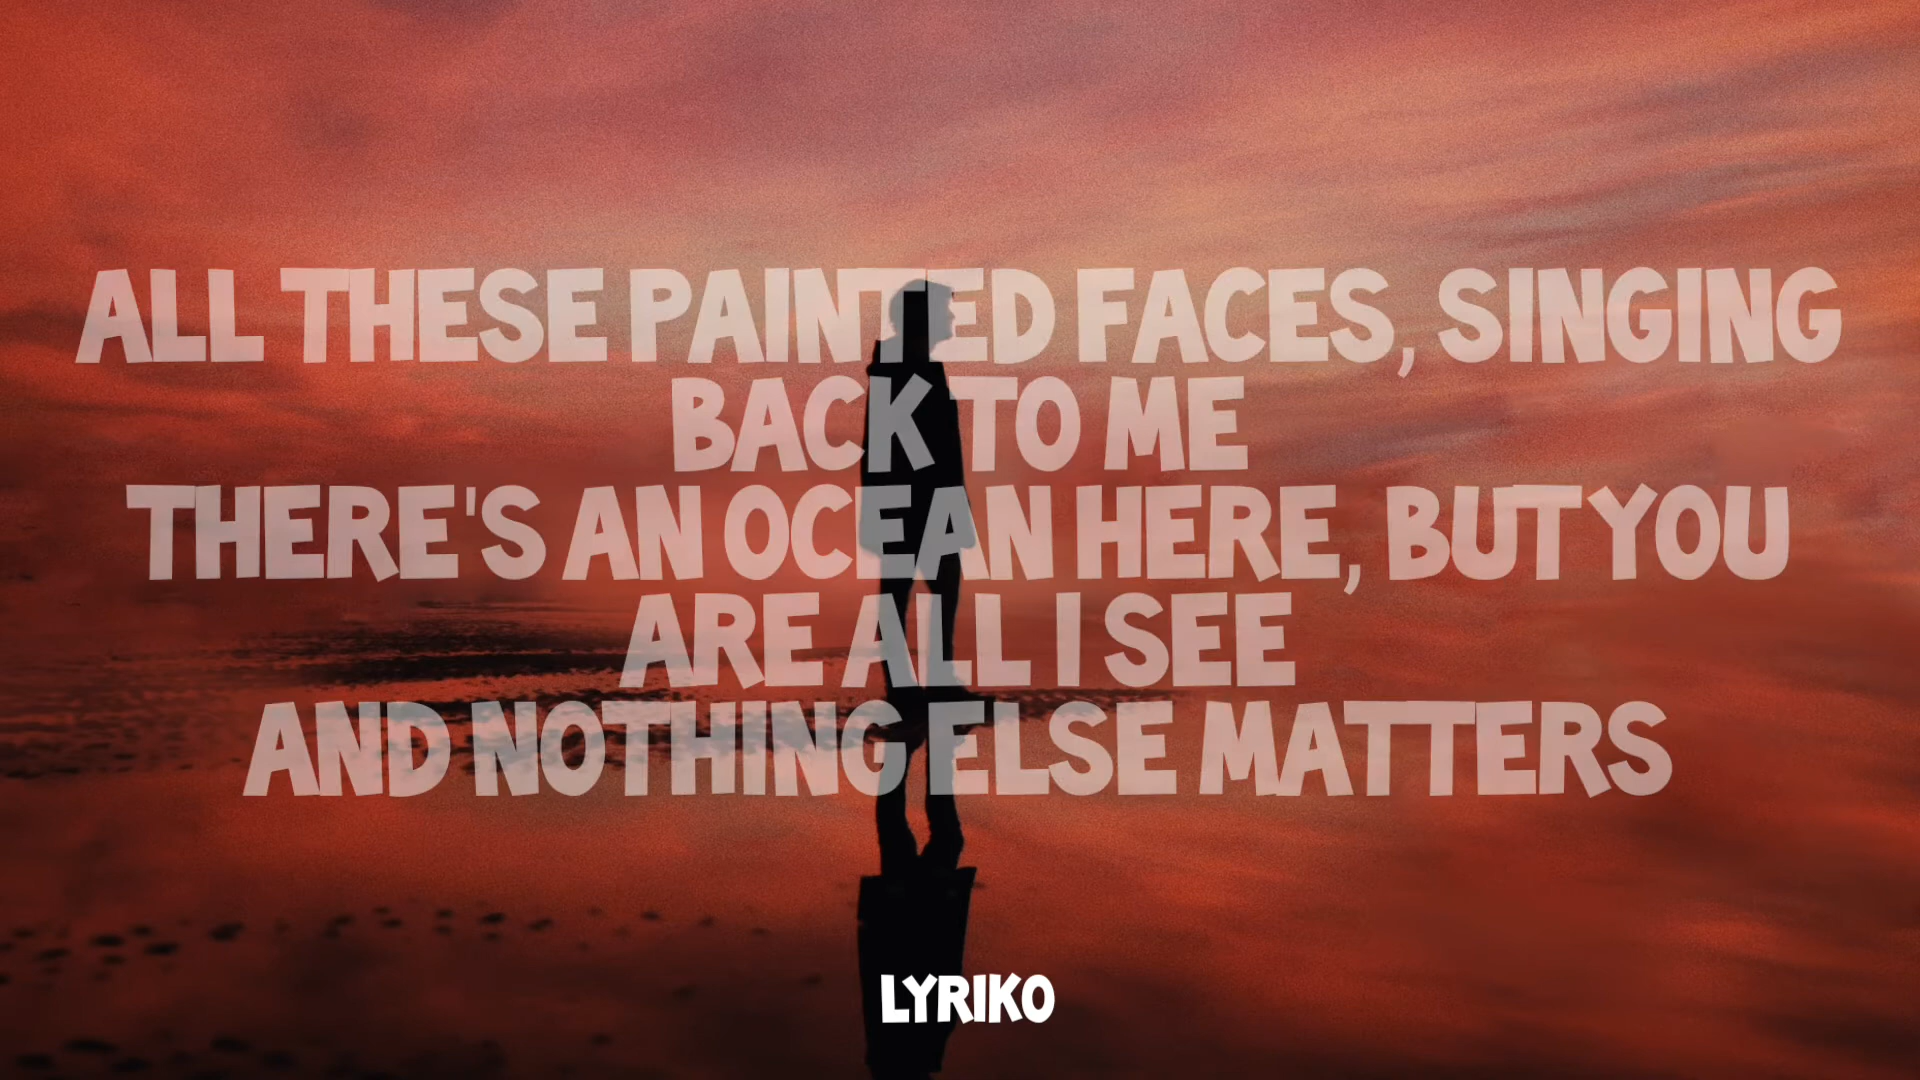 ALL THESE PAINTED FACES, SINGING
BACK TO ME
THERE'S AN OCEAN HERE, BUT YOU
ARE ALL I SEE
AND NOTHING ELSE MATTERS
LYRIKO